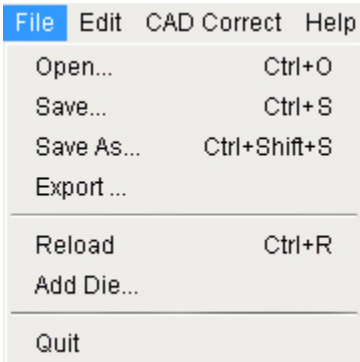 File Edit CAD Correct Help
Open... Ctrl+O
Save... Ctrl+S
Save As... Ctrl+Shift+S
Export ...
Reload Ctrl+R
Add Die...
Quit